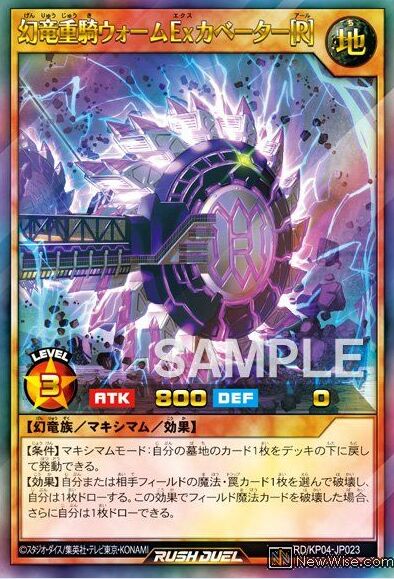 幻竜重騎ウォームExカベーター[R]
地
SAMPLE
LEVEL
3
ATK 800 DEF 0
【幻竜族／マキシマム／効果】
【条件】マキシマムモード：自分の墓地のカード1枚をデッキの下に戻し
て発動できる。
【効果】自分または相手フィールドの魔法・罠カード1枚を選んで破壊し、
自分は1枚ドローする。この効果でフィールド魔法カードを破壊した場合、
さらに自分は1枚ドローできる。
©スタジオ・ダイス/集英社・テレビ東京・KONAMI
RUSH DUEL
RD/KP04-JP023
NewWise.com